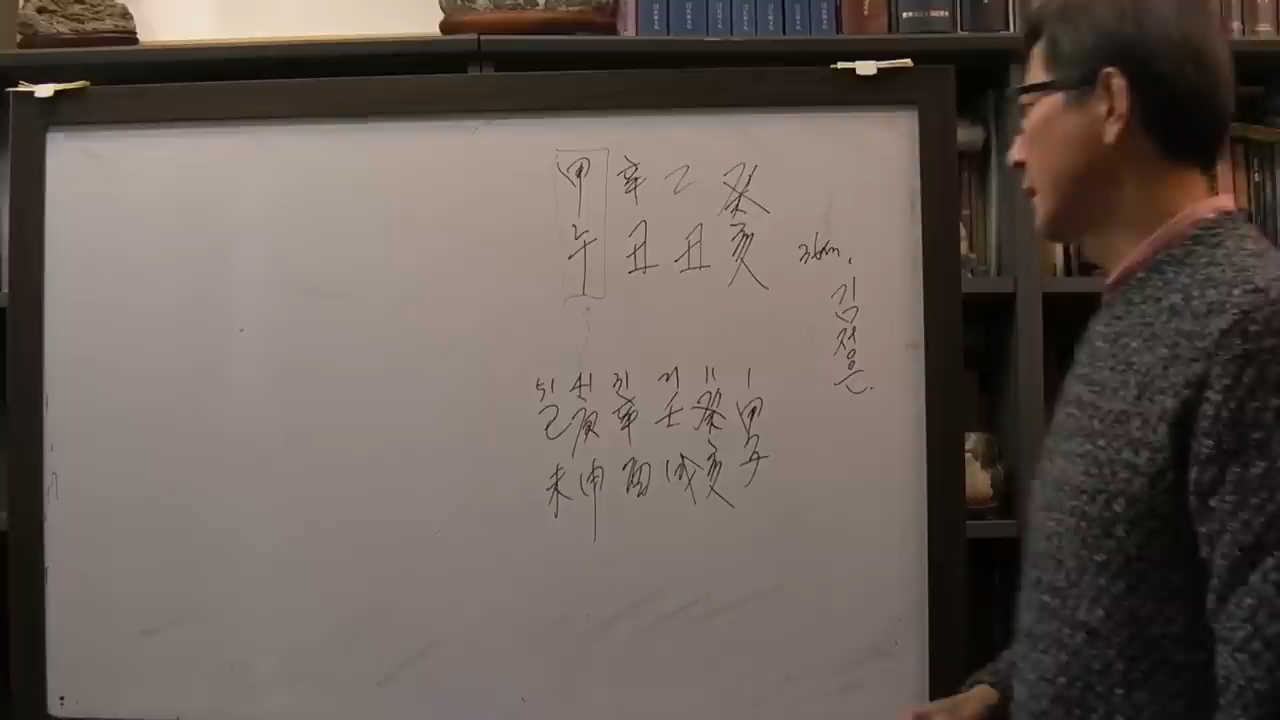 甲 辛 乙 癸
午 丑 丑 亥
36m.
김정은.
51 41 31 21 11 1
己 庚 辛 壬 癸 甲
未 申 酉 戌 亥 子